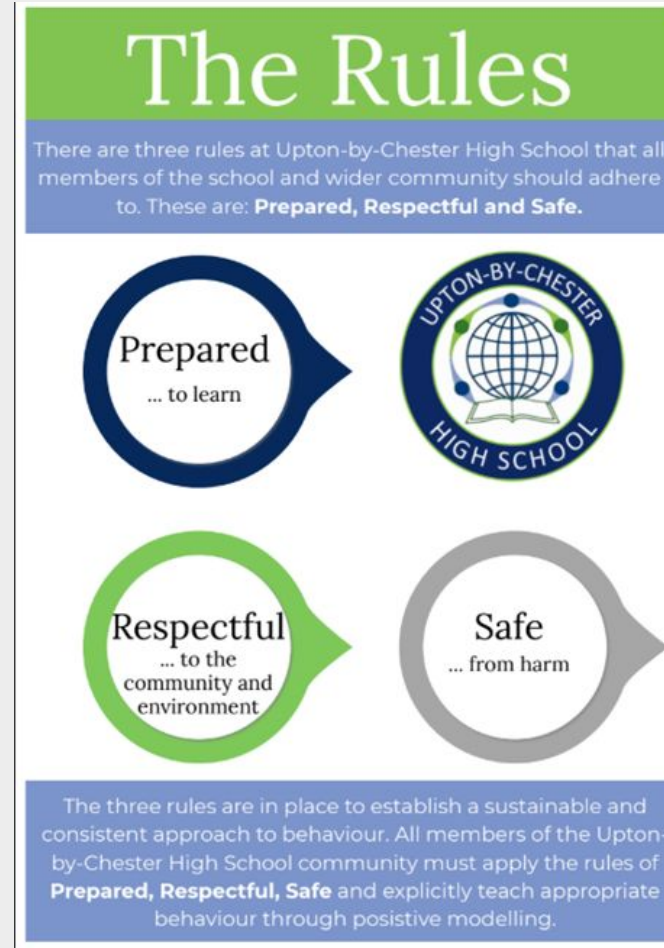 The Rules
There are three rules at Upton-by-Chester High School that all
members of the school and wider community should adhere
to. These are: Prepared, Respectful and Safe.
Prepared
... to learn
UPTON-BY-CHESTER
HIGH SCHOOL
Respectful
... to the
community and
environment
Safe
... from harm
The three rules are in place to establish a sustainable and
consistent approach to behaviour. All members of the Upton-
by-Chester High School community must apply the rules of
Prepared, Respectful, Safe and explicitly teach appropriate
behaviour through posistive modelling.